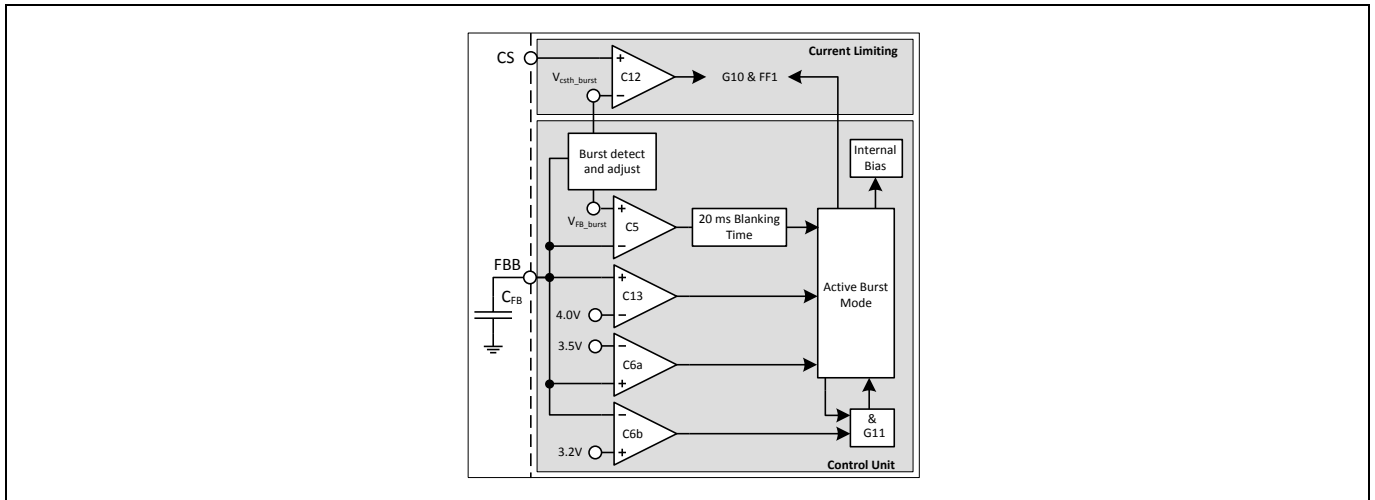 Current Limiting
CS
+
C12
−
V_csth_burst
G10 & FF1
Burst detect
and adjust
Internal
Bias
V_FB_burst
+
C5
−
20 ms Blanking
Time
FBB
C_FB
+
C13
−
4.0V
Active Burst
Mode
3.5V
−
C6a
+
−
C6b
+
3.2V
&
G11
Control Unit